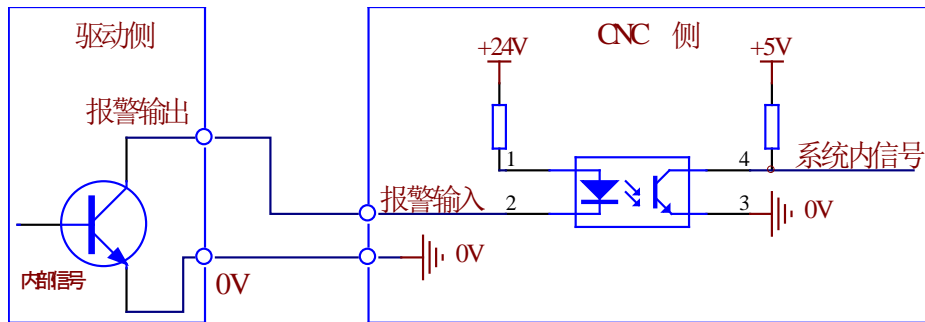 驱动侧
CNC 侧
+24V
+5V
报警输出
1
4
系统内信号
报警输入
2
3
0V
内部信号
0V
0V